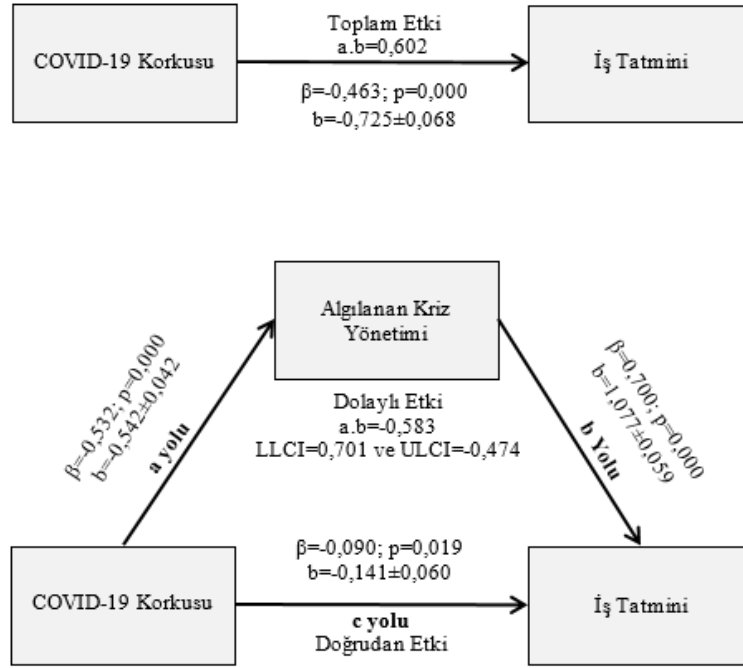 COVID-19 Korkusu
Toplam Etki
a.b=0,602
β=-0,463; p=0,000
b=-0,725±0,068
İş Tatmini
Algılanan Kriz
Yönetimi
β=-0,532; p=0,000
b=-0,542±0,042
a yolu
Dolaylı Etki
a.b=-0,583
LLCI=0,701 ve ULCI=-0,474
β=0,700; p=0,000
b=1,077±0,059
b Yolu
COVID-19 Korkusu
β=-0,090; p=0,019
b=-0,141±0,060
c yolu
Doğrudan Etki
İş Tatmini